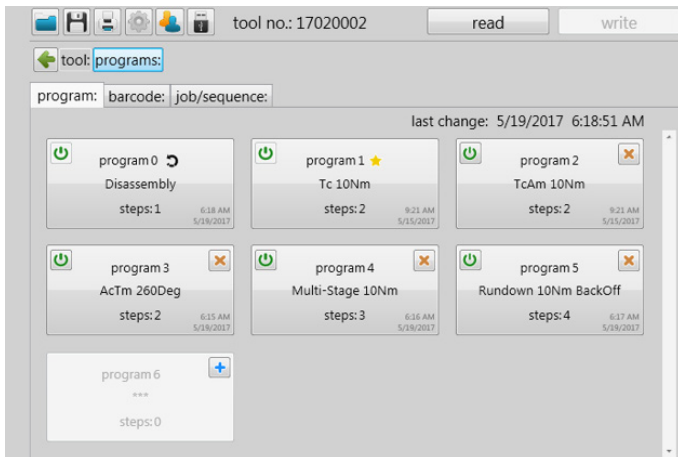 tool no.: 17020002 read write
tool: programs:
program: barcode: job/sequence:
last change: 5/19/2017 6:18:51 AM
program 0
Disassembly
steps: 1
6:18 AM
5/19/2017
program 1
Tc 10Nm
steps: 2
9:21 AM
5/15/2017
program 2
TcAm 10Nm
steps: 2
9:21 AM
5/15/2017
program 3
AcTm 260Deg
steps: 2
6:15 AM
5/19/2017
program 4
Multi-Stage 10Nm
steps: 3
6:16 AM
5/19/2017
program 5
Rundown 10Nm BackOff
steps: 4
6:17 AM
5/19/2017
program 6
***
steps: 0